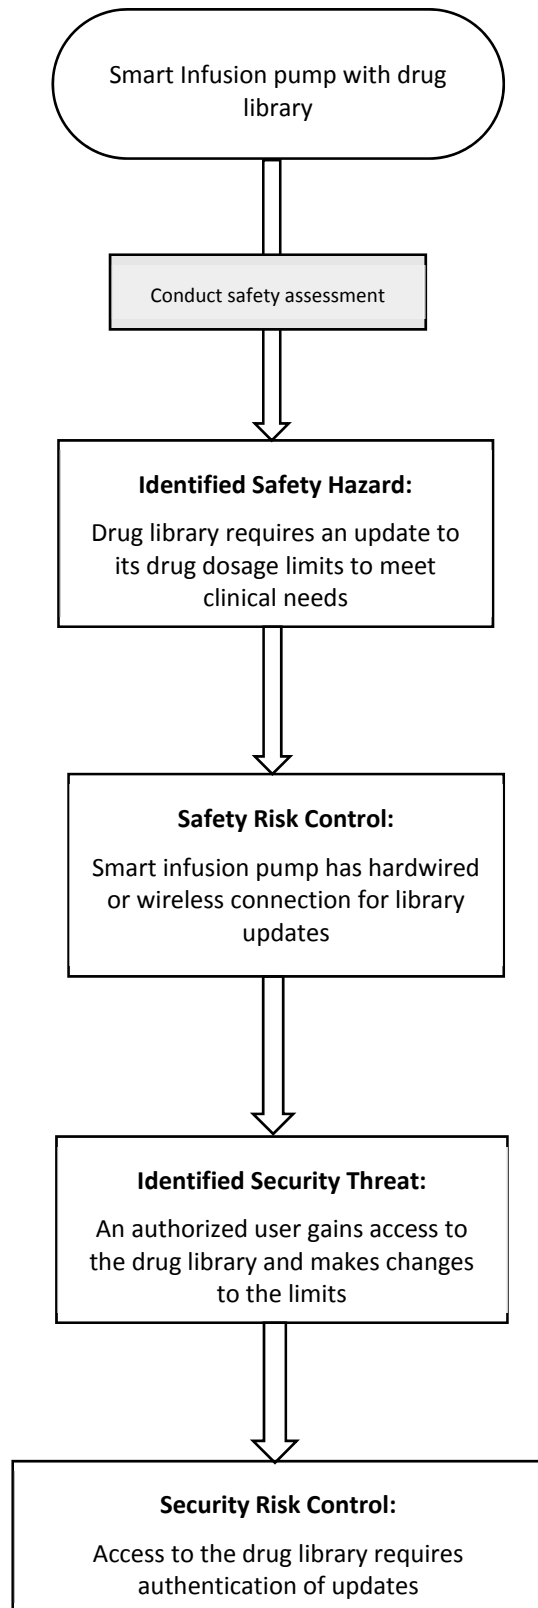 Smart Infusion pump with drug
library
Conduct safety assessment
Identified Safety Hazard:
Drug library requires an update to
its drug dosage limits to meet
clinical needs
Safety Risk Control:
Smart infusion pump has hardwired
or wireless connection for library
updates
Identified Security Threat:
An authorized user gains access to
the drug library and makes changes
to the limits
Security Risk Control:
Access to the drug library requires
authentication of updates